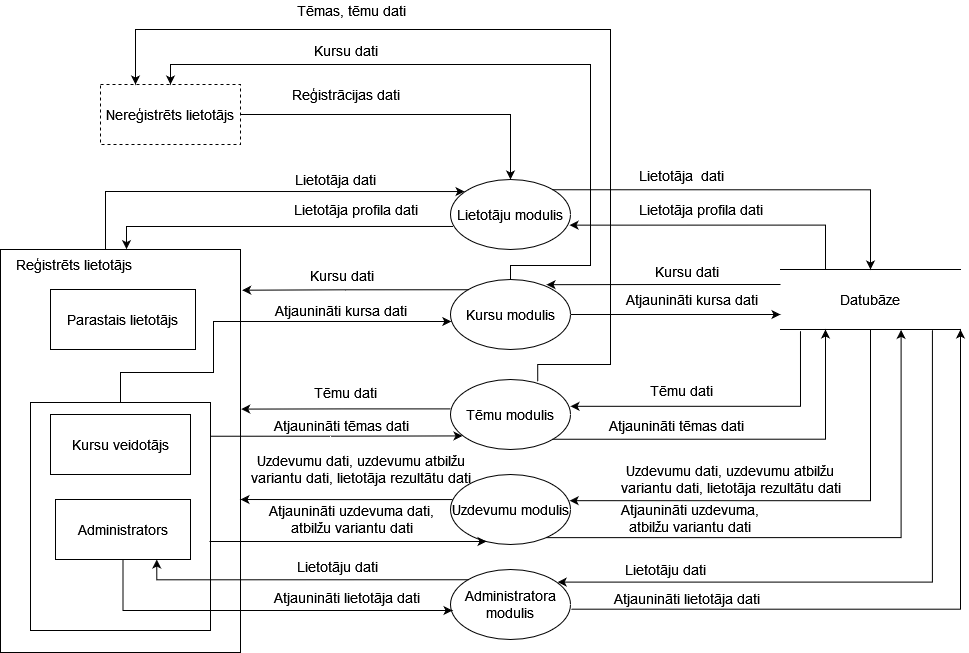 Tēmas, tēmu dati
Kursu dati
Reģistrācijas dati
Nereģistrēts lietotājs
Lietotāja dati
Lietotāja  dati
Lietotāja profila dati
Lietotāju modulis
Lietotāja profila dati
Reģistrēts lietotājs
Kursu dati
Kursu dati
Parastais lietotājs
Atjaunināti kursa dati
Kursu modulis
Atjaunināti kursa dati
Datubāze
Tēmu dati
Tēmu dati
Kursu veidotājs
Atjaunināti tēmas dati
Tēmu modulis
Atjaunināti tēmas dati
Uzdevumu dati, uzdevumu atbilžu
variantu dati, lietotāja rezultātu dati
Uzdevumu dati, uzdevumu atbilžu
variantu dati, lietotāja rezultātu dati
Administrators
Atjaunināti uzdevuma dati,
atbilžu variantu dati
Uzdevumu modulis
Atjaunināti uzdevuma,
atbilžu variantu dati
Lietotāju dati
Lietotāju dati
Atjaunināti lietotāja dati
Administratora
modulis
Atjaunināti lietotāja dati